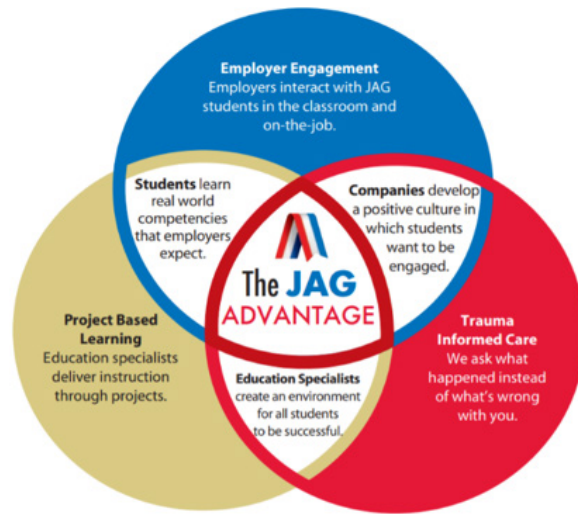 Employer Engagement
Employers interact with JAG
students in the classroom and
on-the-job.
Students learn
real world
competencies
that employers
expect.
Companies develop
a positive culture in
which students
want to be
engaged.
The JAG
ADVANTAGE
Project Based
Learning
Education specialists
deliver instruction
through projects.
Trauma
Informed Care
We ask what
happened instead
of what's wrong
with you.
Education Specialists
create an environment
for all students
to be successful.